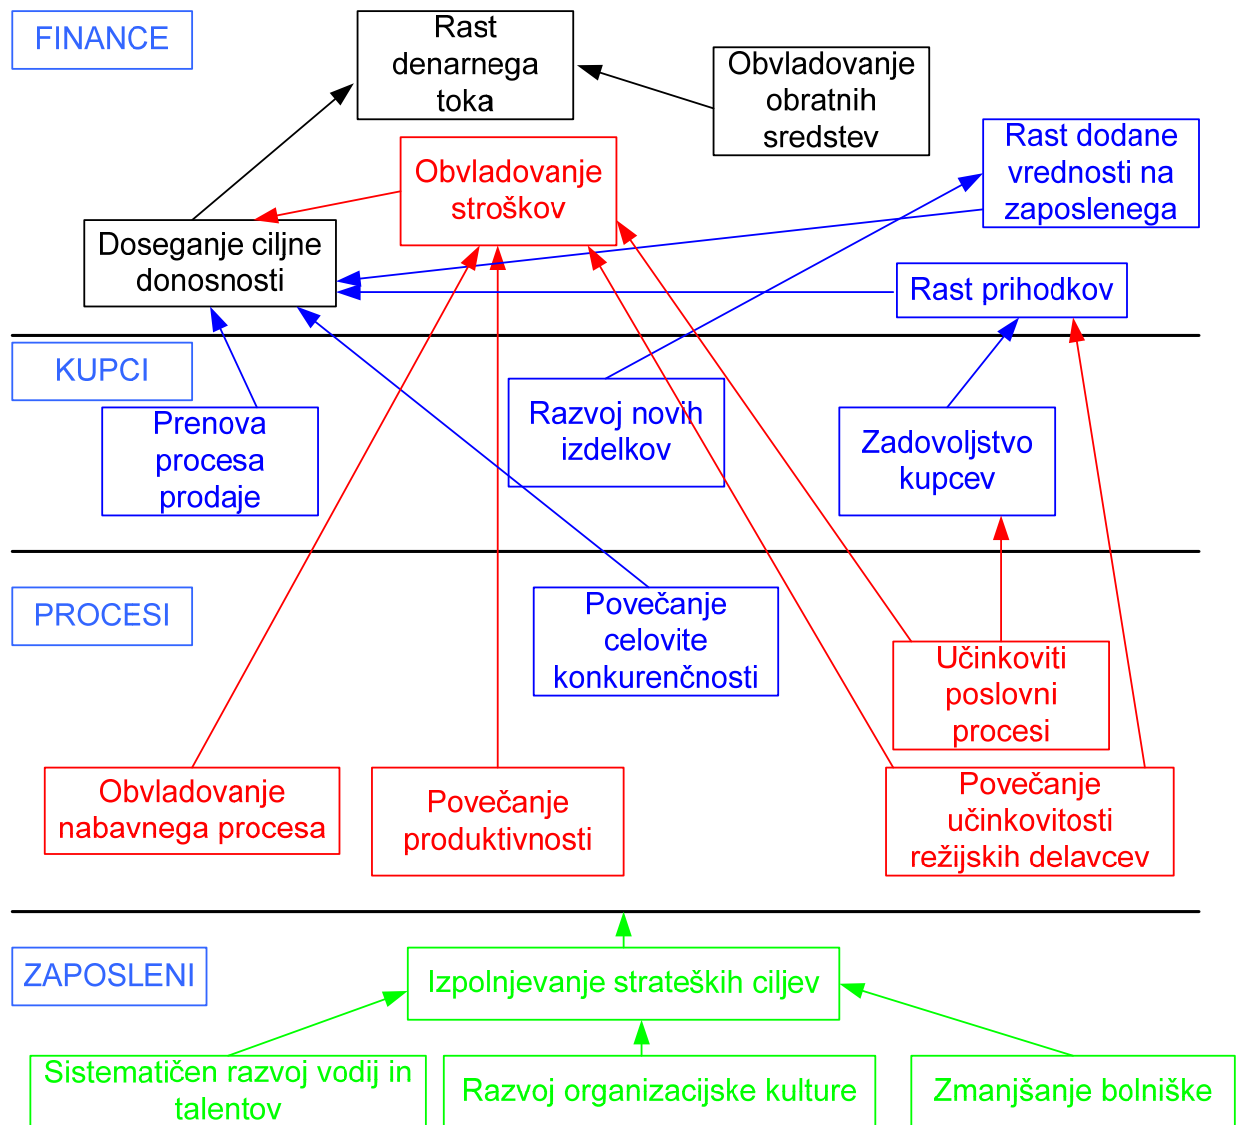 FINANCE
Rast
denarnega
toka
Obvladovanje
obratnih
sredstev
Rast dodane
vrednosti na
zaposlenega
Obvladovanje
stroškov
Doseganje ciljne
donosnosti
Rast prihodkov
KUPCI
Prenova
procesa
prodaje
Razvoj novih
izdelkov
Zadovoljstvo
kupcev
PROCESI
Povečanje
celovite
konkurenčnosti
Učinkoviti
poslovni
procesi
Obvladovanje
nabavnega procesa
Povečanje
produktivnosti
Povečanje
učinkovitosti
režijskih delavcev
ZAPOSLENI
Izpolnjevanje strateških ciljev
Sistematičen razvoj vodij in
talentov
Razvoj organizacijske kulture
Zmanjšanje bolniške